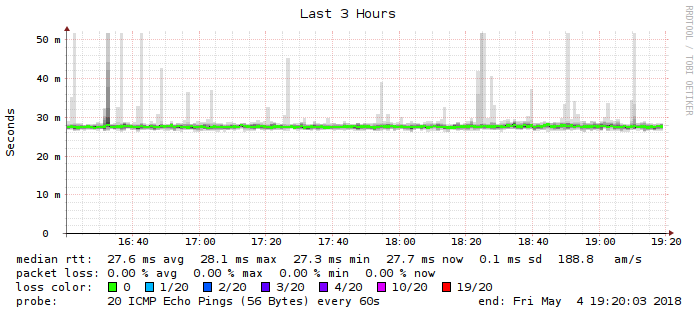 Last 3 Hours
RRDTOOL / TOBI OETIKER
Seconds
50 m
40 m
30 m
20 m
10 m
0
16:40 17:00 17:20 17:40 18:00 18:20 18:40 19:00 19:20
median rtt: 27.6 ms avg 28.1 ms max 27.3 ms min 27.7 ms now 0.1 ms sd 188.8 am/s
packet loss: 0.00 % avg 0.00 % max 0.00 % min 0.00 % now
loss color: 0 1/20 2/20 3/20 4/20 10/20 19/20
probe: 20 ICMP Echo Pings (56 Bytes) every 60s end: Fri May 4 19:20:03 2018